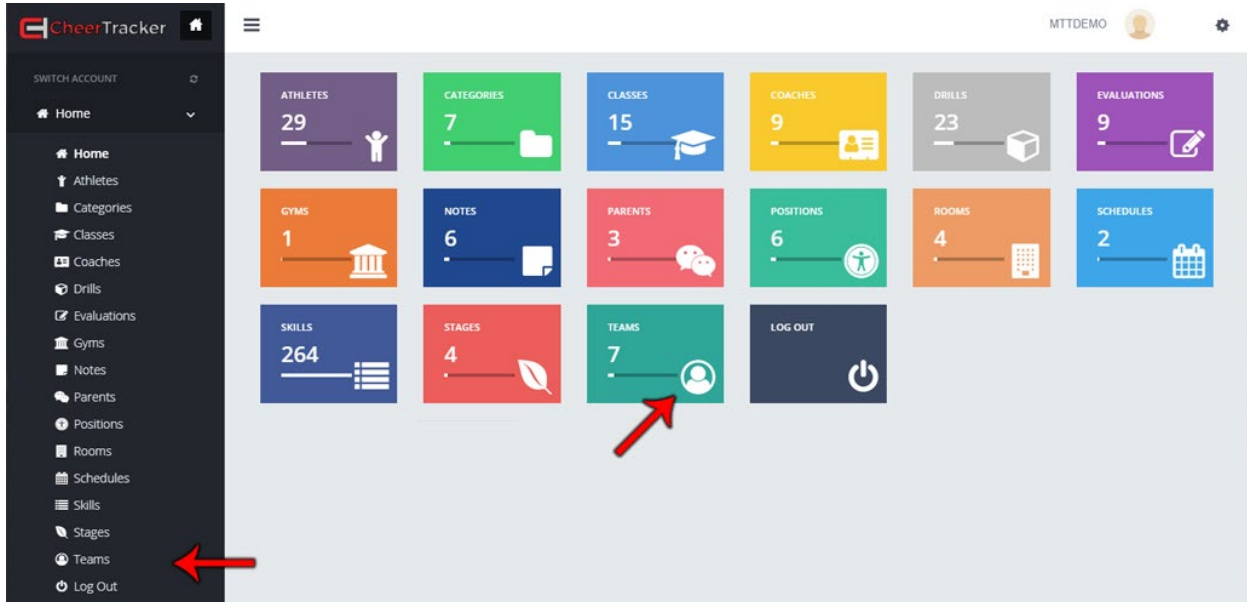 CheerTracker
MTTDEMO
SWITCH ACCOUNT
Home
Home
Athletes
Categories
Classes
Coaches
Drills
Evaluations
Gyms
Notes
Parents
Positions
Rooms
Schedules
Skills
Stages
Teams
Log Out
ATHLETES
29
CATEGORIES
7
CLASSES
15
COACHES
9
DRILLS
23
EVALUATIONS
9
GYMS
1
NOTES
6
PARENTS
3
POSITIONS
6
ROOMS
4
SCHEDULES
2
SKILLS
264
STAGES
4
TEAMS
7
LOG OUT